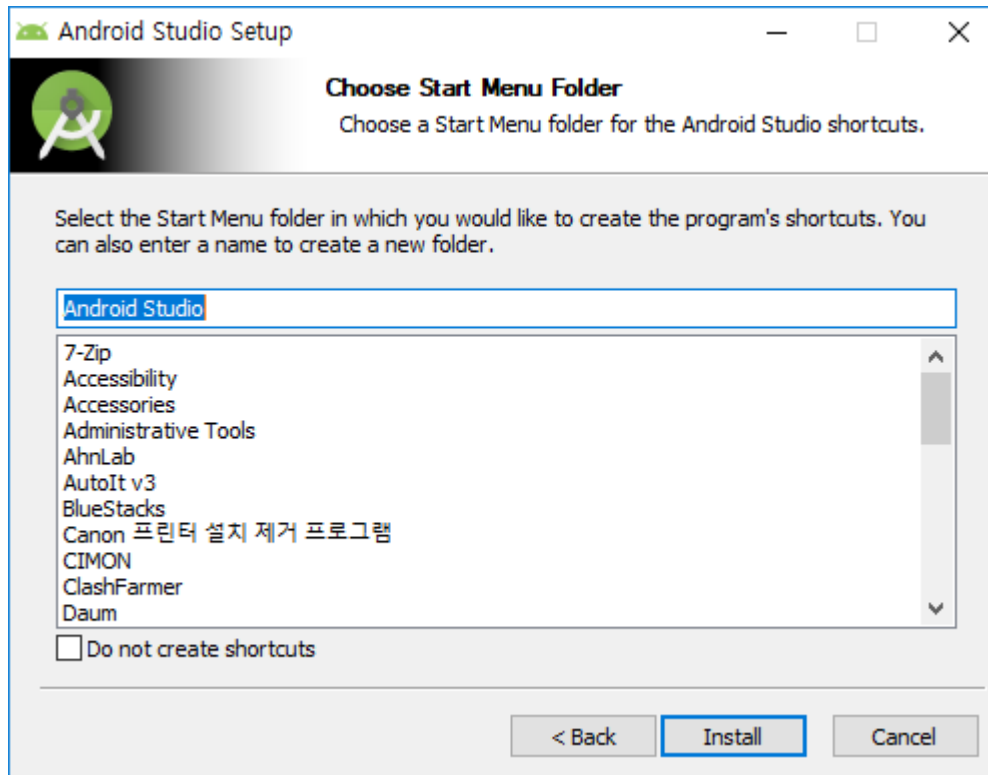 Android Studio Setup
Choose Start Menu Folder
Choose a Start Menu folder for the Android Studio shortcuts.
Select the Start Menu folder in which you would like to create the program's shortcuts. You
can also enter a name to create a new folder.
Android Studio
7-Zip
Accessibility
Accessories
Administrative Tools
AhnLab
AutoIt v3
BlueStacks
Canon 프린터 설치 제거 프로그램
CIMON
ClashFarmer
Daum
Do not create shortcuts
< Back
Install
Cancel